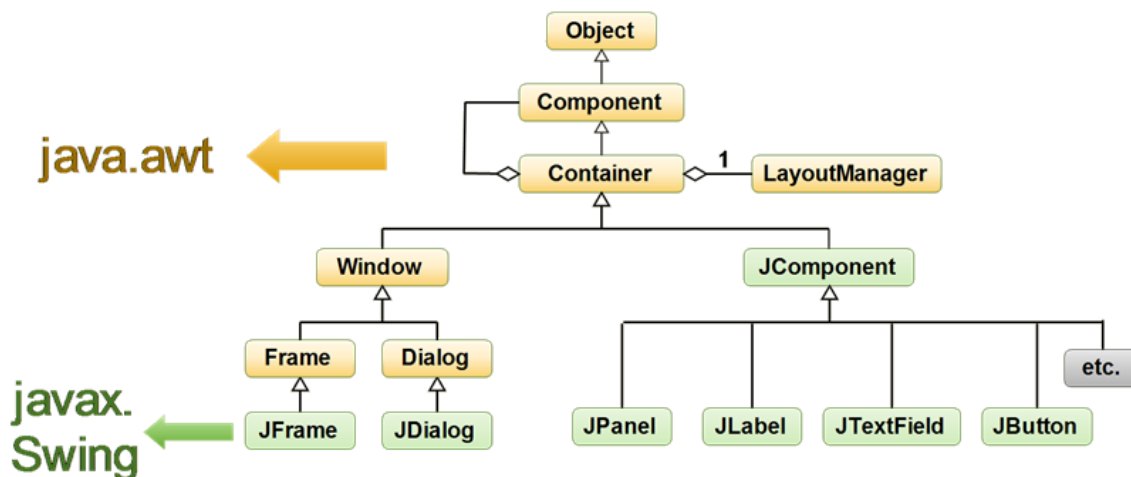 Object
Component
java.awt
Container
1
LayoutManager
Window
JComponent
Frame
Dialog
etc.
javax.
Swing
JFrame
JDialog
JPanel
JLabel
JTextField
JButton